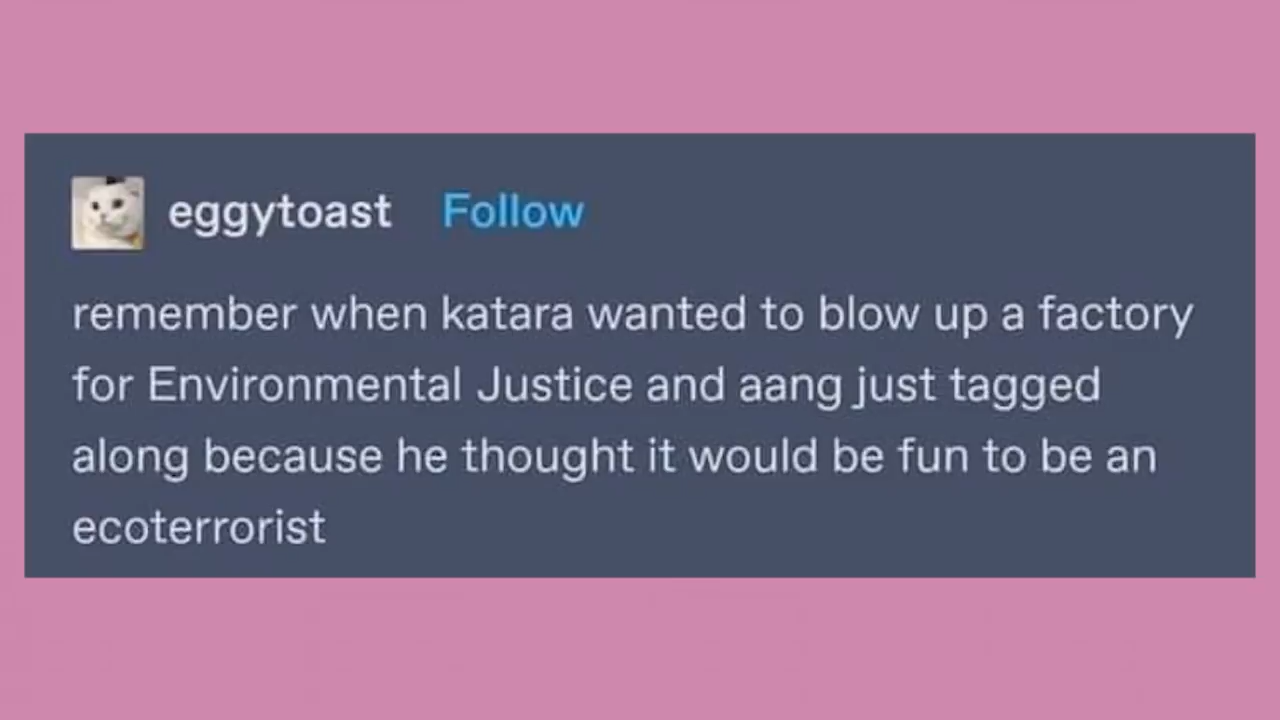 eggytoast Follow
remember when katara wanted to blow up a factory
for Environmental Justice and aang just tagged
along because he thought it would be fun to be an
ecoterrorist